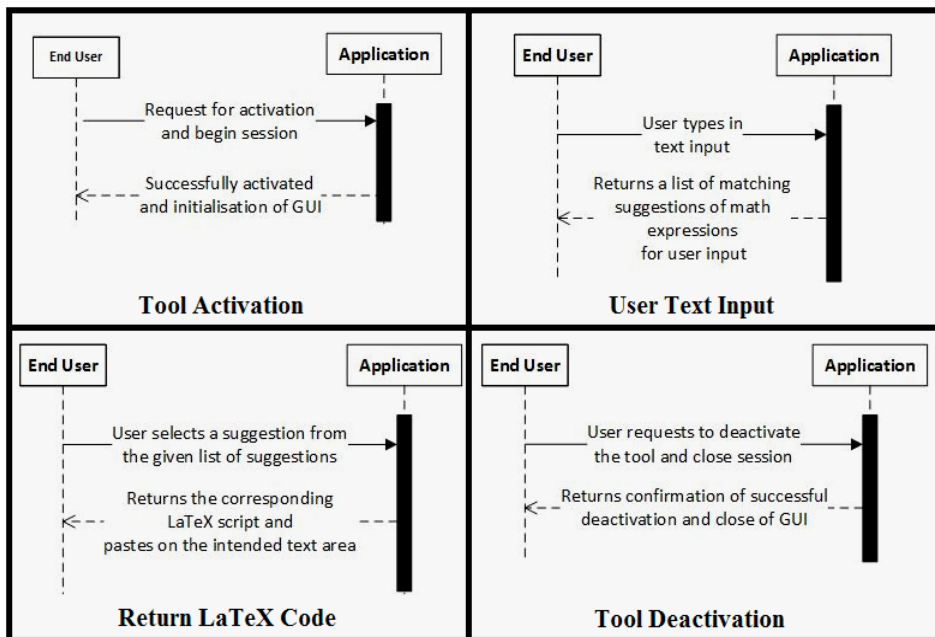 End User
Application
Request for activation
and begin session
Successfully activated
and initialisation of GUI
Tool Activation
End User
Application
User types in
text input
Returns a list of matching
suggestions of math
expressions
for user input
User Text Input
End User
Application
User selects a suggestion from
the given list of suggestions
Returns the corresponding
LaTeX script and
pastes on the intended text area
Return LaTeX Code
End User
Application
User requests to deactivate
the tool and close session
Returns confirmation of successful
deactivation and close of GUI
Tool Deactivation